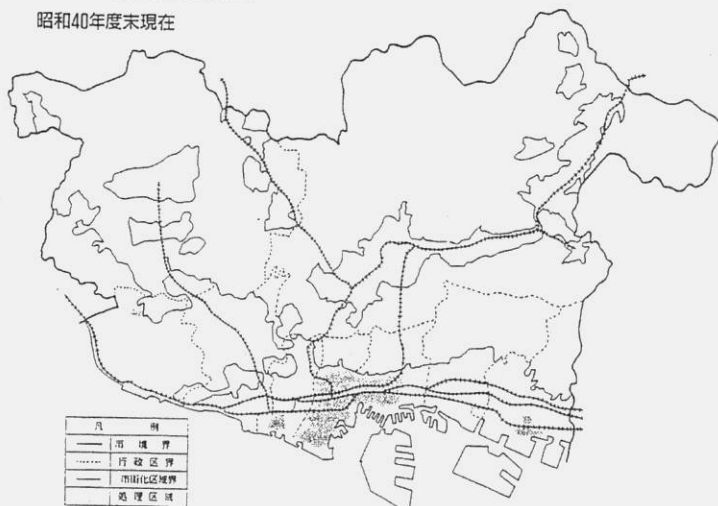 昭和40年度末現在
凡 例
市 境 界
行 政 区 界
市街化区域界
処 理 区 域